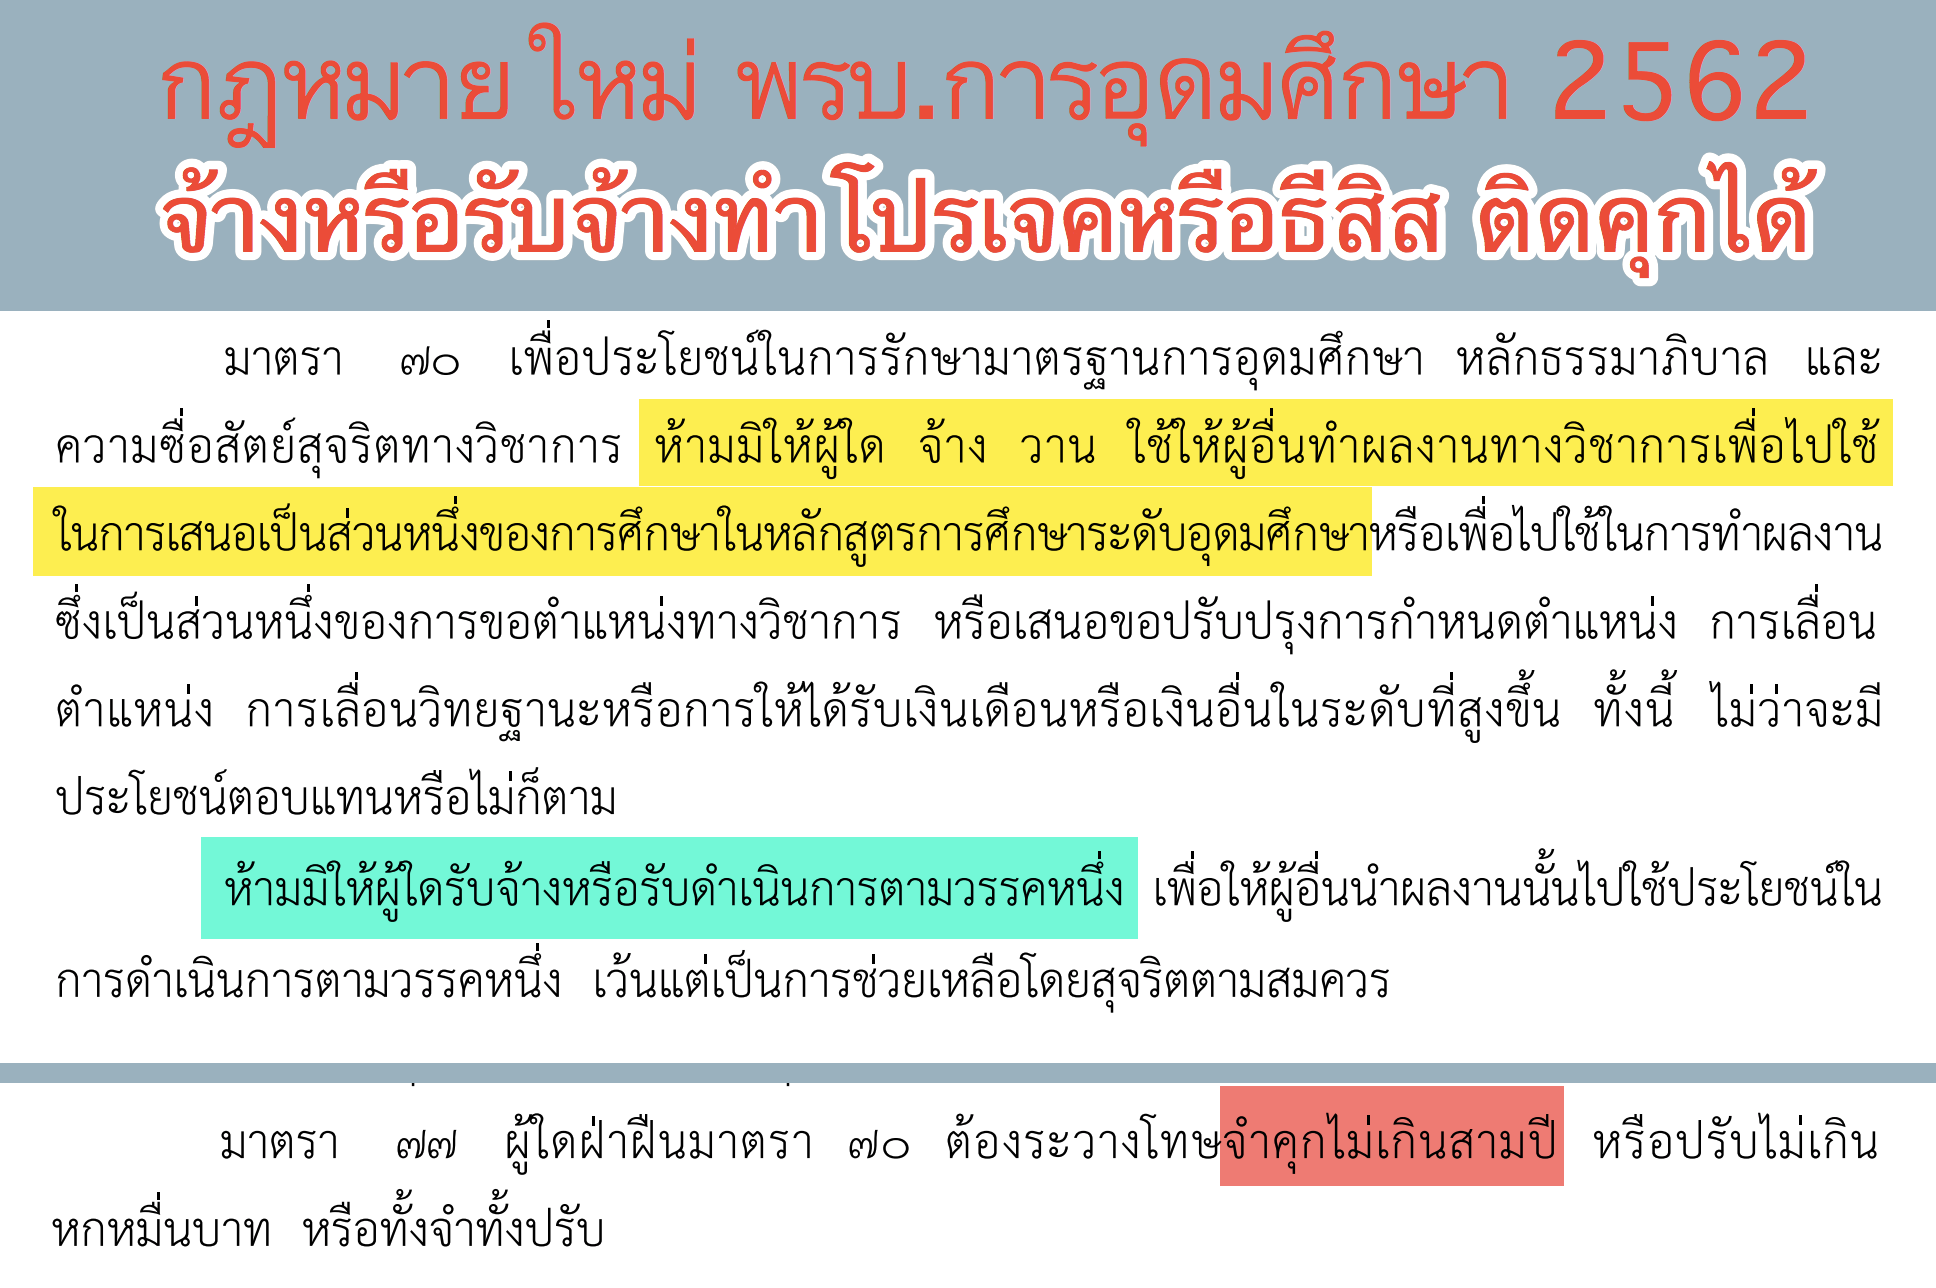 กฎหมายใหม่ พรบ.การอุดมศึกษา 2562
จ้างหรือรับจ้างทำโปรเจคหรือธีสิส ติดคุกได้
มาตรา ๗๐ เพื่อประโยชน์ในการรักษามาตรฐานการอุดมศึกษา หลักธรรมาภิบาล และ
ความซื่อสัตย์สุจริตทางวิชาการ ห้ามมิให้ผู้ใด จ้าง วาน ใช้ให้ผู้อื่นทำผลงานทางวิชาการเพื่อไปใช้
ในการเสนอเป็นส่วนหนึ่งของการศึกษาในหลักสูตรการศึกษาระดับอุดมศึกษาหรือเพื่อไปใช้ในการทำผลงาน
ซึ่งเป็นส่วนหนึ่งของการขอตำแหน่งทางวิชาการ หรือเสนอขอปรับปรุงการกำหนดตำแหน่ง การเลื่อน
ตำแหน่ง การเลื่อนวิทยฐานะหรือการให้ได้รับเงินเดือนหรือเงินอื่นในระดับที่สูงขึ้น ทั้งนี้ ไม่ว่าจะมี
ประโยชน์ตอบแทนหรือไม่ก็ตาม
ห้ามมิให้ผู้ใดรับจ้างหรือรับดำเนินการตามวรรคหนึ่ง เพื่อให้ผู้อื่นนำผลงานนั้นไปใช้ประโยชน์ใน
การดำเนินการตามวรรคหนึ่ง เว้นแต่เป็นการช่วยเหลือโดยสุจริตตามสมควร
มาตรา ๗๗ ผู้ใดฝ่าฝืนมาตรา ๗๐ ต้องระวางโทษจำคุกไม่เกินสามปี หรือปรับไม่เกิน
หกหมื่นบาท หรือทั้งจำทั้งปรับ